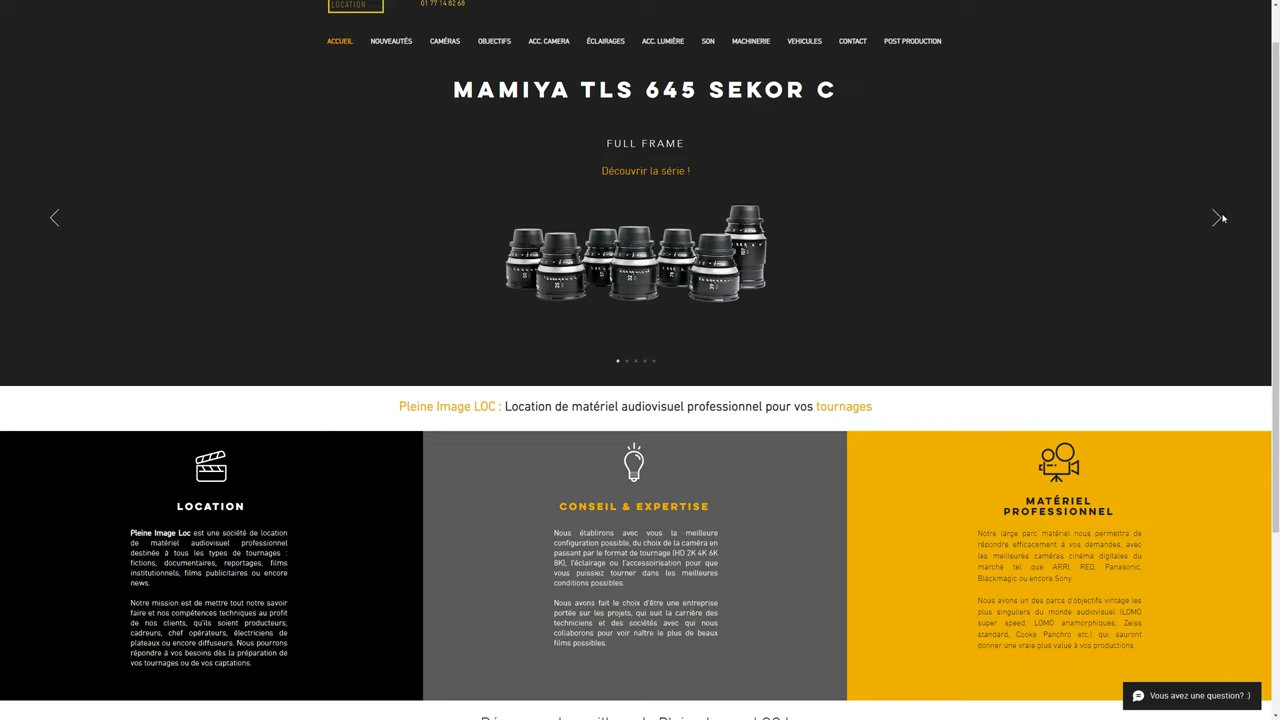 LOCATION
01 77 14 82 68
ACCUEIL NOUVEAUTÉS CAMÉRAS OBJECTIFS ACC. CAMERA ÉCLAIRAGES ACC. LUMIÈRE SON MACHINERIE VEHICULES CONTACT POST PRODUCTION
MAMIYA TLS 645 SEKOR C
FULL FRAME
Découvrir la série !
Pleine Image LOC : Location de matériel audiovisuel professionnel pour vos tournages
LOCATION
Pleine Image Loc est une société de location
de matériel audiovisuel professionnel
destinée à tous les types de tournages :
fictions, documentaires, reportages, films
institutionnels, films publicitaires ou encore
news.
Notre mission est de mettre tout notre savoir
faire et nos compétences techniques au profit
de nos clients, qu'ils soient producteurs,
cadreurs, chef opérateurs, électriciens de
plateaux ou encore diffuseurs. Nous pourrons
répondre à vos besoins dès la préparation de
vos tournages ou de vos captations.
CONSEIL & EXPERTISE
Nous établirons avec vous la meilleure
configuration possible, du choix de la caméra en
passant par le format de tournage (HD 2K 4K 6K
8K), l'éclairage ou l'accessoirisation pour que
vous puissiez tourner dans les meilleures
conditions possibles.
Nous avons fait le choix d'être une entreprise
portée sur les projets, qui suit la carrière des
techniciens et des sociétés avec qui nous
collaborons pour voir naître le plus de beaux
films possibles.
MATÉRIEL
PROFESSIONNEL
Notre large parc matériel nous permettra de
répondre efficacement à vos demandes, avec
les meilleures caméras cinéma digitales du
marché tel que ARRI, RED, Panasonic,
Blackmagic ou encore Sony.
Nous avons un des parcs d'objectifs vintage les
plus singuliers du monde audiovisuel (LOMO
super speed, LOMO anamorphiques, Zeiss
standard, Cooke Panchro etc.) qui sauront
donner une vraie plus value à vos productions.
Vous avez une question? :)